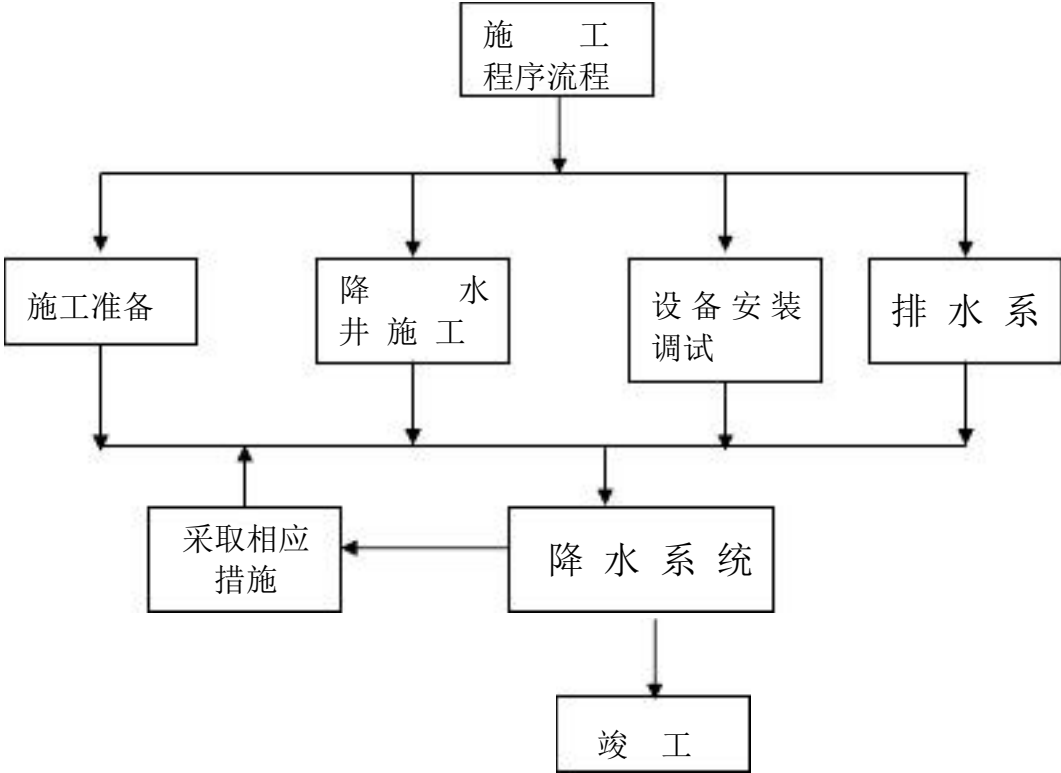 施 工
程序流程
施工准备
降 水
井 施 工
设 备 安 装
调试
排 水 系
采取相应
措施
降 水 系 统
竣 工